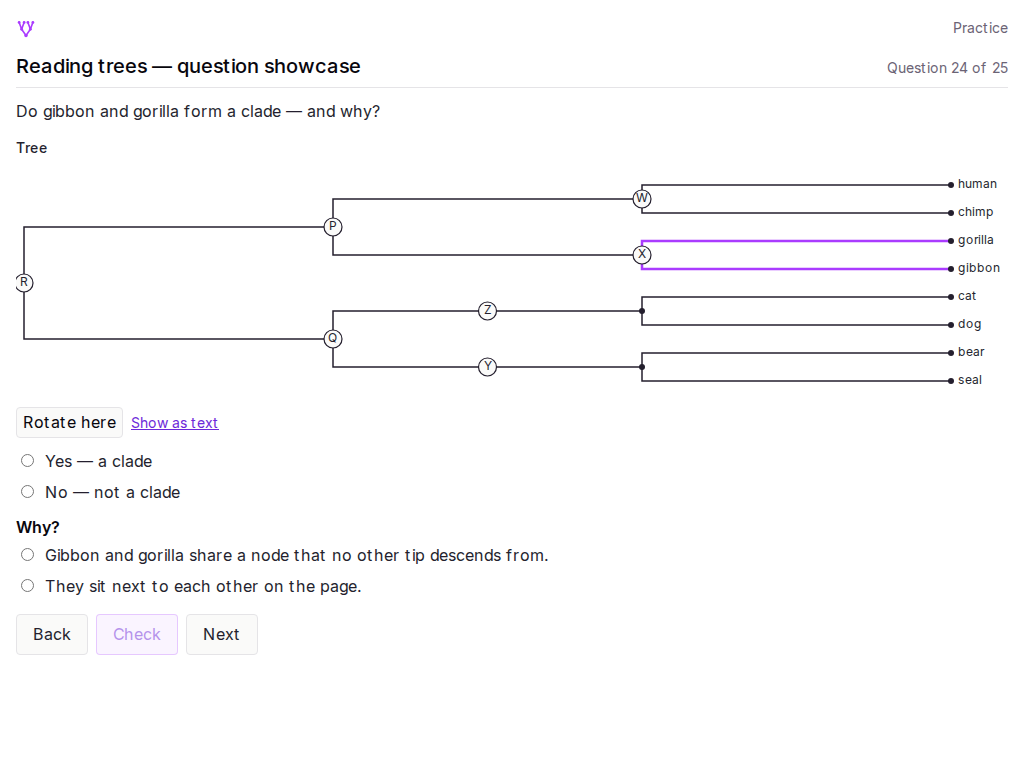 Practice
Reading trees — question showcase
Question 24 of 25
Do gibbon and gorilla form a clade — and why?
Tree
human
W
chimp
P
gorilla
X
gibbon
R
cat
Z
dog
Q
bear
Y
seal
Rotate here Show as text
Yes — a clade
No — not a clade
Why?
Gibbon and gorilla share a node that no other tip descends from.
They sit next to each other on the page.
Back Check Next